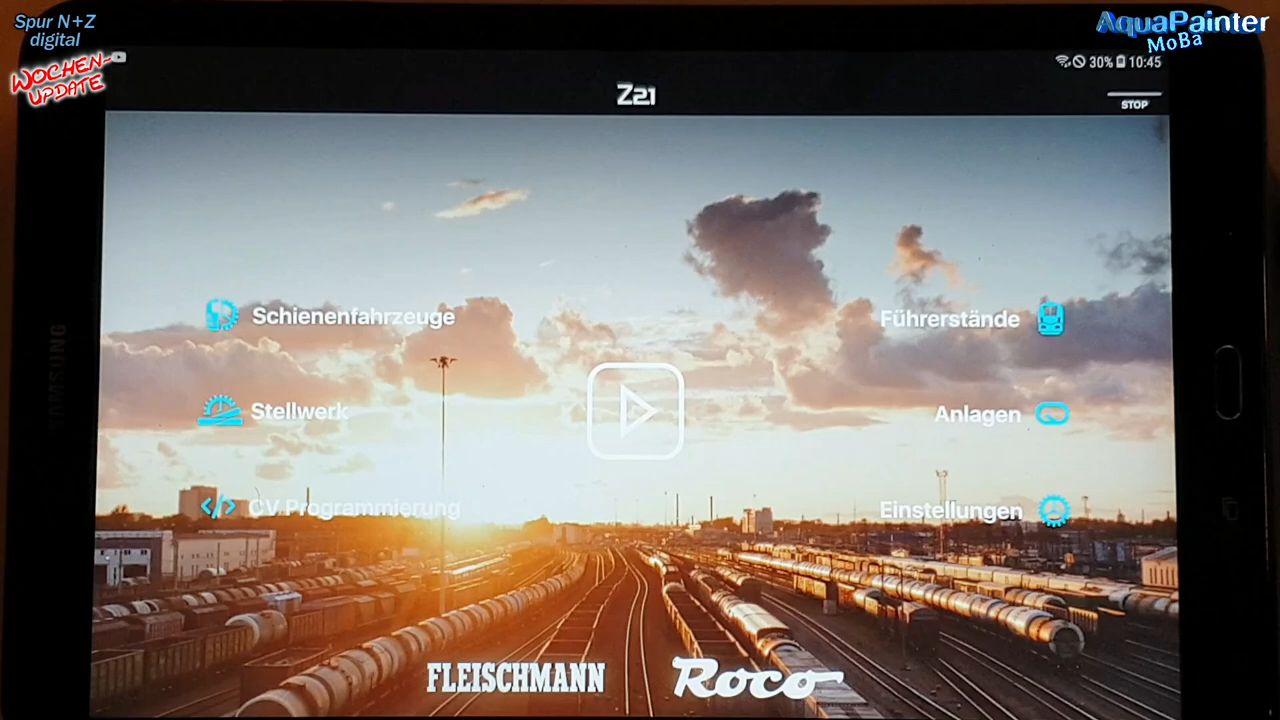 Spur N+Z
digital
WOCHEN-
UPDATE
AquaPainter
MoBa
30% 10:45
Z21
STOP
SAMSUNG
Schienenfahrzeuge
Führerstände
Stellwerk
Anlagen
CV Programmierung
Einstellungen
FLEISCHMANN
Roco